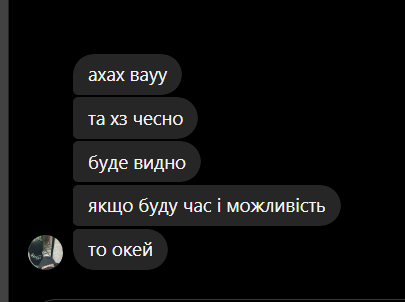 ахах вауу
та хз чесно
буде видно
якщо буду час і можливість
то окей